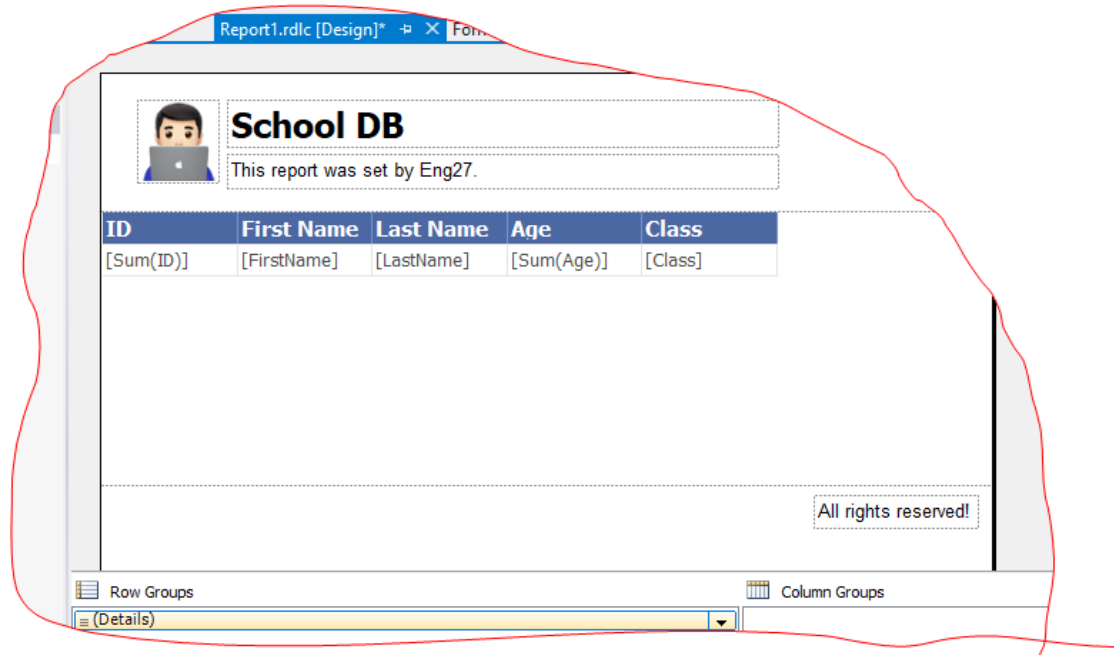 Report1.rdlc [Design]*
School DB
This report was set by Eng27.
ID First Name Last Name Age Class
[Sum(ID)] [FirstName] [LastName] [Sum(Age)] [Class]
All rights reserved!
Row Groups Column Groups
(Details)